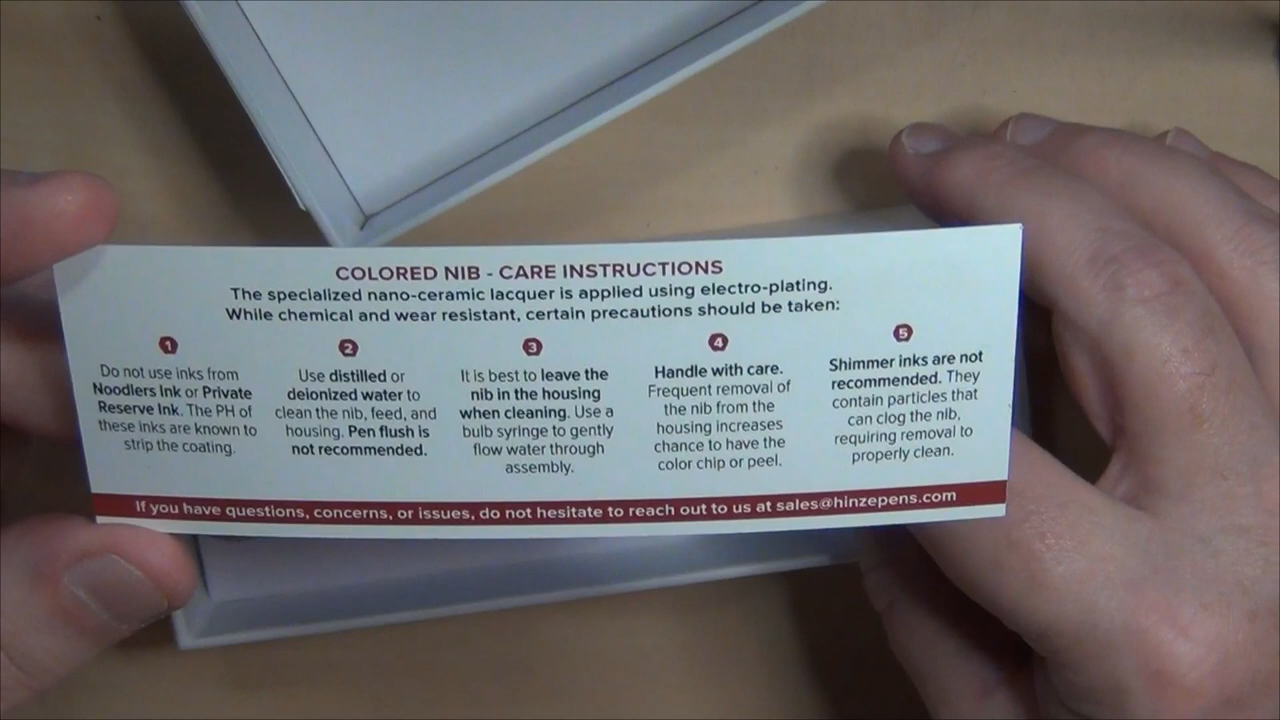 COLORED NIB - CARE INSTRUCTIONS
The specialized nano-ceramic lacquer is applied using electro-plating.
While chemical and wear resistant, certain precautions should be taken:
1
Do not use inks from
Noodlers Ink or Private
Reserve Ink. The PH of
these inks are known to
strip the coating.
2
Use distilled or
deionized water to
clean the nib, feed, and
housing. Pen flush is
not recommended.
3
It is best to leave the
nib in the housing
when cleaning. Use a
bulb syringe to gently
flow water through
assembly.
4
Handle with care.
Frequent removal of
the nib from the
housing increases
chance to have the
color chip or peel.
5
Shimmer inks are not
recommended. They
contain particles that
can clog the nib,
requiring removal to
properly clean.
If you have questions, concerns, or issues, do not hesitate to reach out to us at sales@hinzepens.com